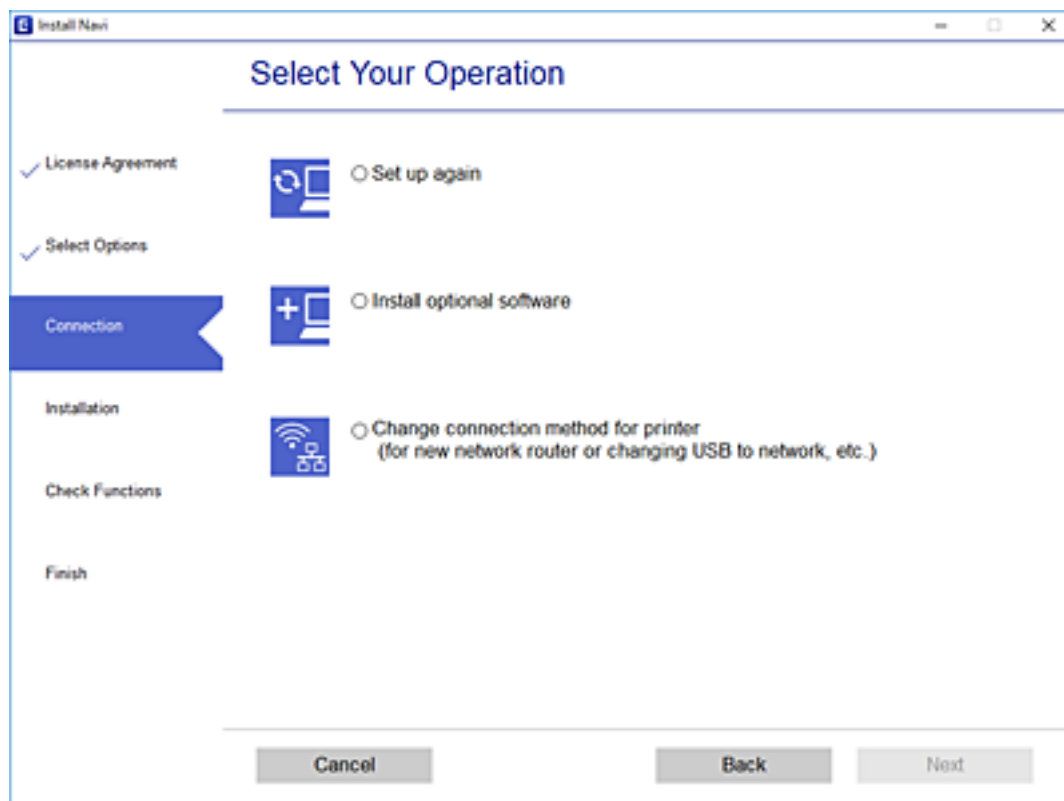 Install Navi
Select Your Operation
License Agreement
Select Options
Connection
Installation
Check Functions
Finish
Set up again
Install optional software
Change connection method for printer
(for new network router or changing USB to network, etc.)
Cancel
Back
Next